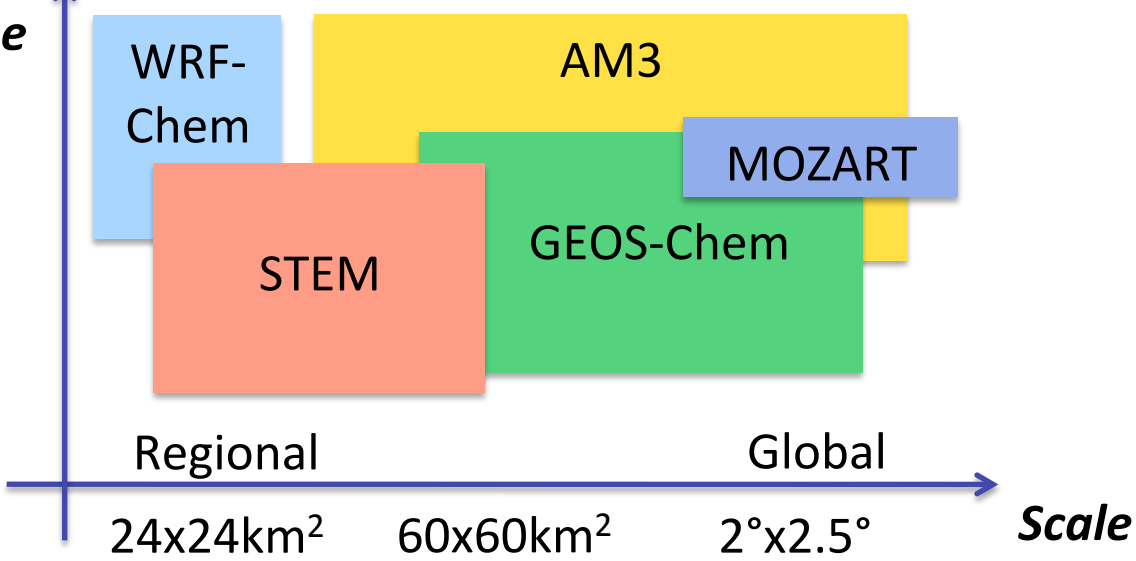 e
WRF-
Chem
AM3
MOZART
GEOS-Chem
STEM
Regional
Global
24x24km²
60x60km²
2°x2.5°
Scale